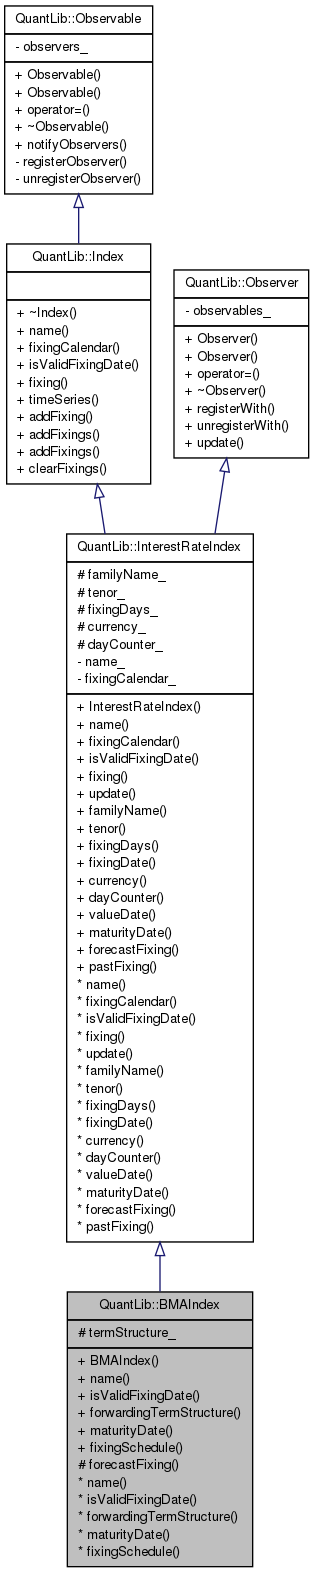 QuantLib::Observable
- observers_
+ Observable()
+ Observable()
+ operator=()
+ ~Observable()
+ notifyObservers()
- registerObserver()
- unregisterObserver()
QuantLib::Index
+ ~Index()
+ name()
+ fixingCalendar()
+ isValidFixingDate()
+ fixing()
+ timeSeries()
+ addFixing()
+ addFixings()
+ addFixings()
+ clearFixings()
QuantLib::Observer
- observables_
+ Observer()
+ Observer()
+ operator=()
+ ~Observer()
+ registerWith()
+ unregisterWith()
+ update()
QuantLib::InterestRateIndex
# familyName_
# tenor_
# fixingDays_
# currency_
# dayCounter_
- name_
- fixingCalendar_
+ InterestRateIndex()
+ name()
+ fixingCalendar()
+ isValidFixingDate()
+ fixing()
+ update()
+ familyName()
+ tenor()
+ fixingDays()
+ fixingDate()
+ currency()
+ dayCounter()
+ valueDate()
+ maturityDate()
+ forecastFixing()
+ pastFixing()
* name()
* fixingCalendar()
* isValidFixingDate()
* fixing()
* update()
* familyName()
* tenor()
* fixingDays()
* fixingDate()
* currency()
* dayCounter()
* valueDate()
* maturityDate()
* forecastFixing()
* pastFixing()
QuantLib::BMAIndex
# termStructure_
+ BMAIndex()
+ name()
+ isValidFixingDate()
+ forwardingTermStructure()
+ maturityDate()
+ fixingSchedule()
# forecastFixing()
* name()
* isValidFixingDate()
* forwardingTermStructure()
* maturityDate()
* fixingSchedule()